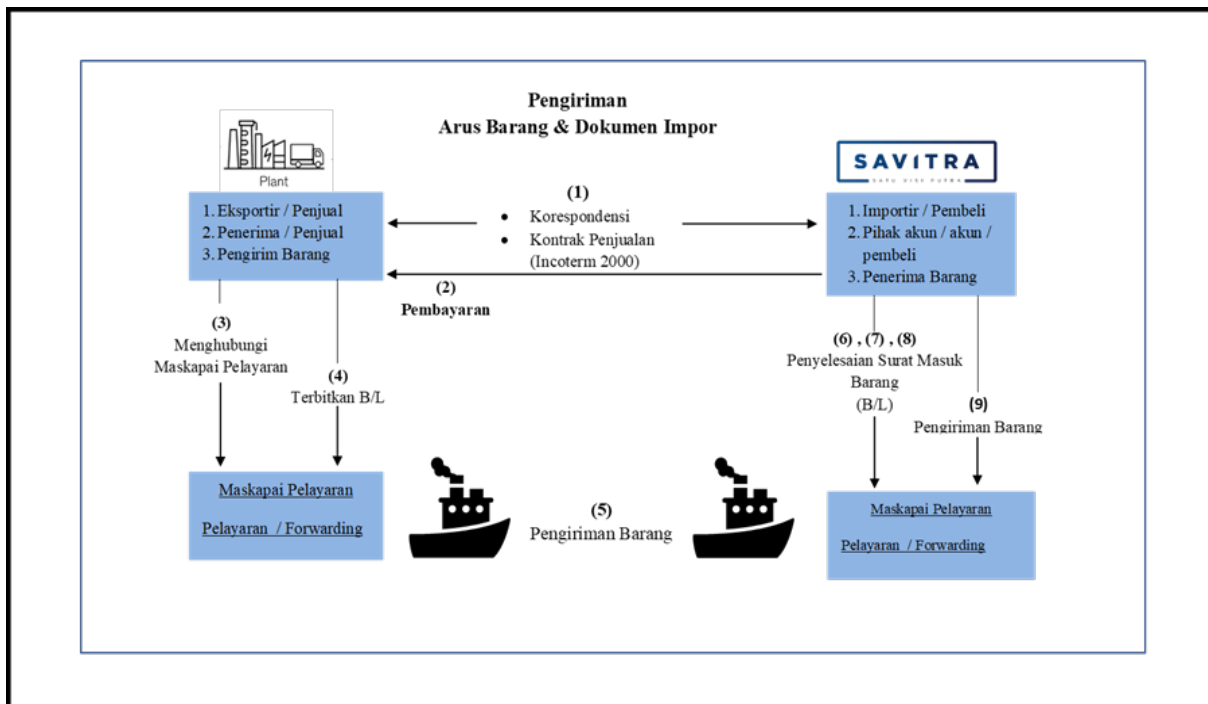 Pengiriman
Arus Barang & Dokumen Impor
Plant
SAVITRA
SATU VISI PUTRA
1. Eksportir / Penjual
2. Penerima / Penjual
3. Pengirim Barang
(1)
• Korespondensi
• Kontrak Penjualan
(Incoterm 2000)
1. Importir / Pembeli
2. Pihak akun / akun /
pembeli
3. Penerima Barang
(2)
Pembayaran
(3)
Menghubungi
Maskapai Pelayaran
(4)
Terbitkan B/L
(6) , (7) , (8)
Penyelesaian Surat Masuk
Barang
(B/L)
(9)
Pengiriman Barang
Maskapai Pelayaran
Pelayaran / Forwarding
(5)
Pengiriman Barang
Maskapai Pelayaran
Pelayaran / Forwarding